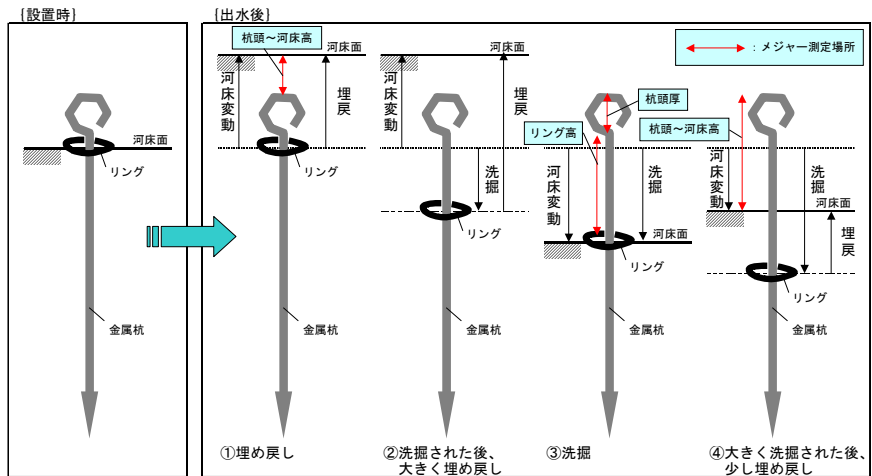 {設置時}
河床面
リング
金属杭
{出水後}
杭頭～河床高
河床面
河床変動
埋戻
リング
金属杭
①埋め戻し
河床面
河床変動
埋戻
洗掘
リング
金属杭
②洗掘された後、
大きく埋め戻し
杭頭厚
リング高
河床変動
洗掘
河床面
リング
金属杭
③洗掘
：メジャー測定場所
杭頭～河床高
河床変動
洗掘
河床面
埋戻
リング
金属杭
④大きく洗掘された後、
少し埋め戻し